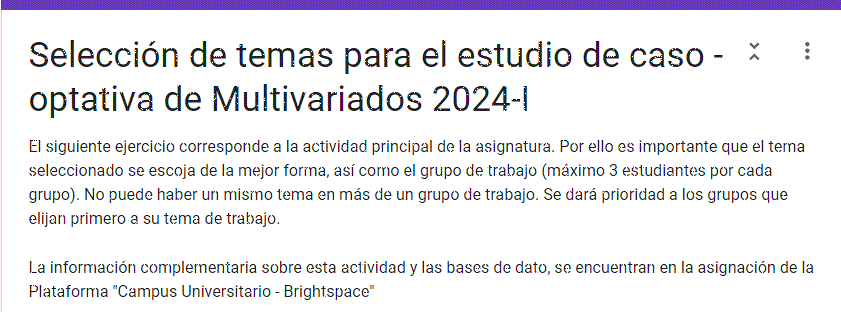 Selección de temas para el estudio de caso -
optativa de Multivariados 2024-I
El siguiente ejercicio corresponde a la actividad principal de la asignatura. Por ello es importante que el tema
seleccionado se escoja de la mejor forma, así como el grupo de trabajo (máximo 3 estudiantes por cada
grupo). No puede haber un mismo tema en más de un grupo de trabajo. Se dará prioridad a los grupos que
elijan primero a su tema de trabajo.
La información complementaria sobre esta actividad y las bases de dato, se encuentran en la asignación de la
Plataforma "Campus Universitario - Brightspace"